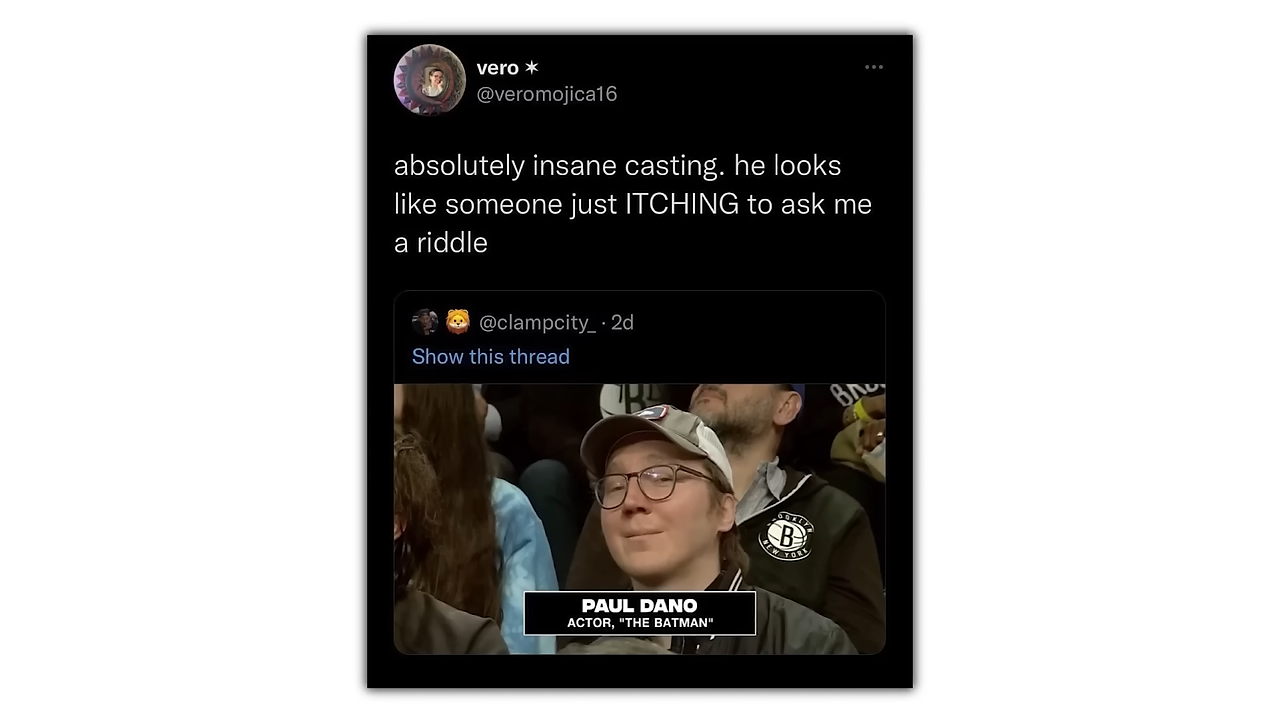 vero ✶
@veromojica16
absolutely insane casting. he looks
like someone just ITCHING to ask me
a riddle
🦁 @clampcity_ · 2d
Show this thread
BROOKLYN
B
NEW YORK
PAUL DANO
ACTOR, "THE BATMAN"